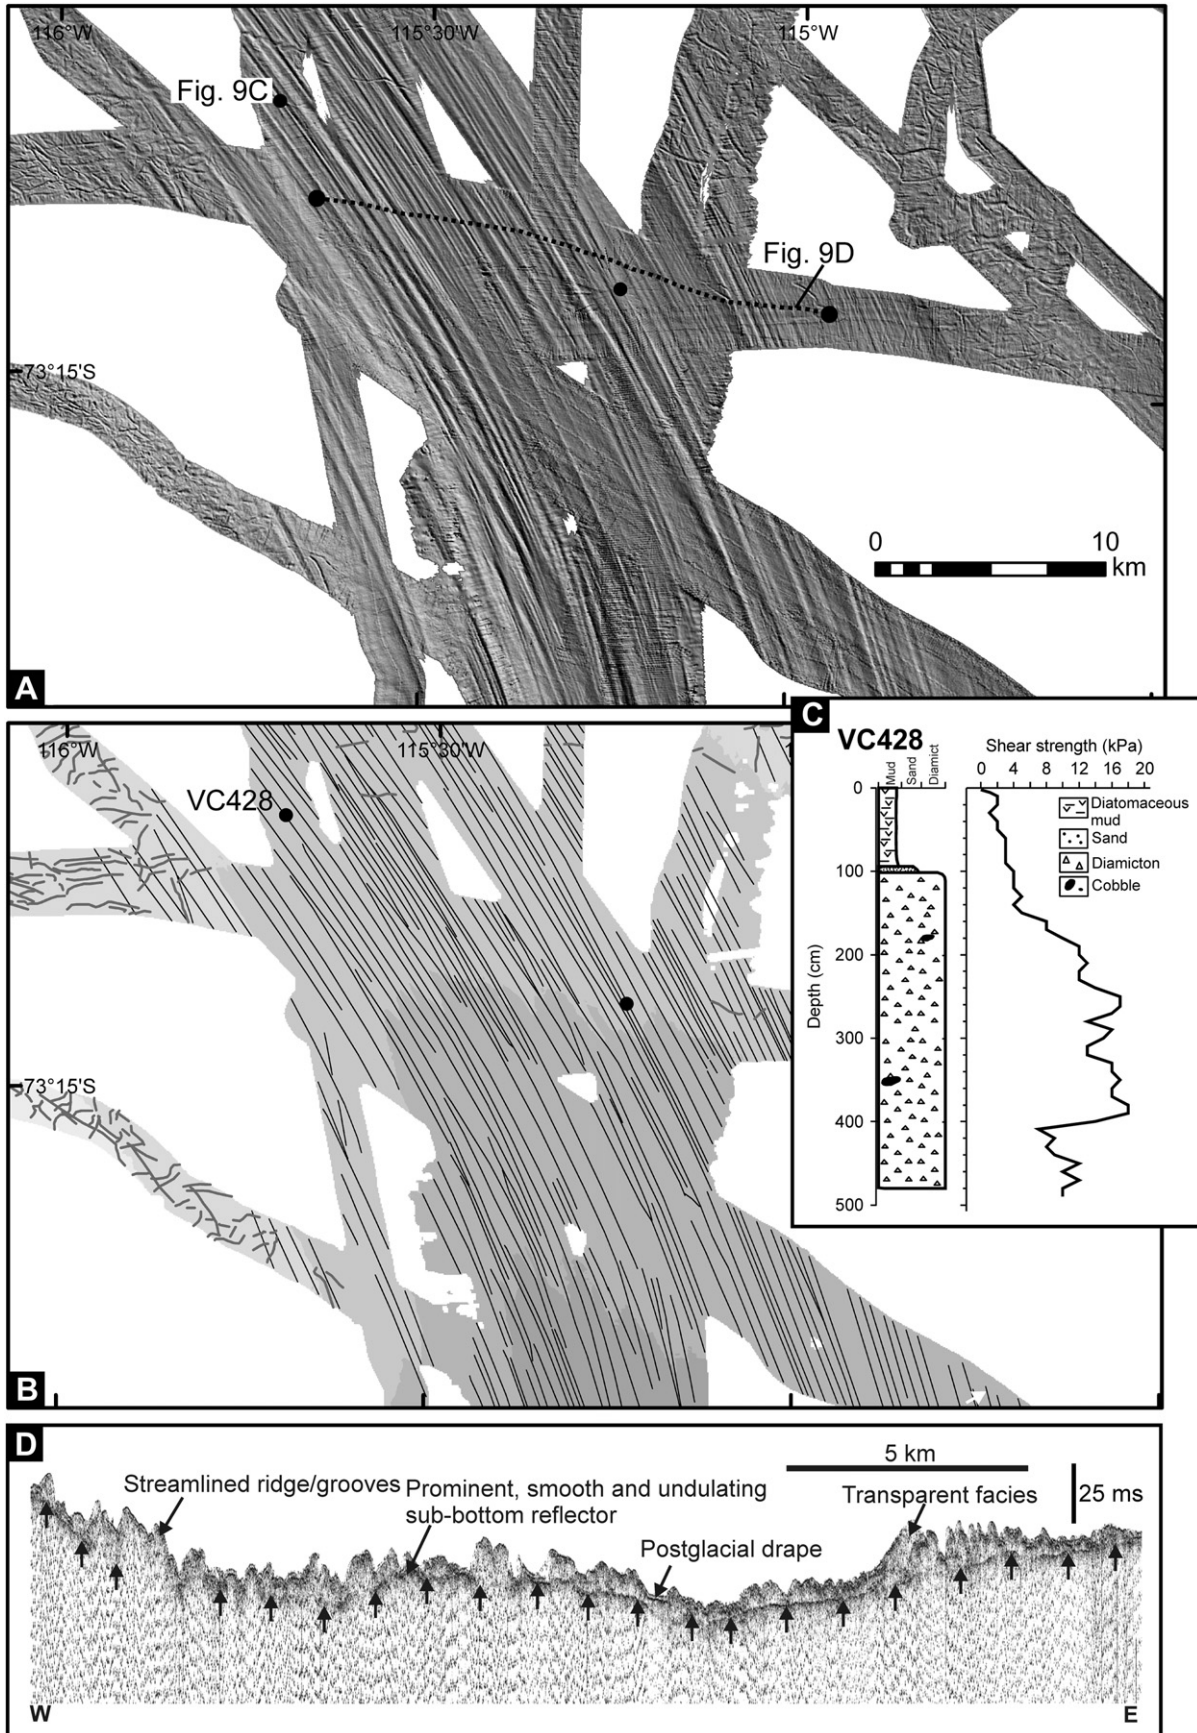 116°W
115°30'W
115°W
Fig. 9C
Fig. 9D
73°15'S
0 10
km
A
116°W
115°30'W
1
VC428
73°15'S
B
C
VC428
Mud
Sand
Diamict
Shear strength (kPa)
0 4 8 12 16 20
0
100
200
300
400
500
Depth (cm)
Diatomaceous
mud
Sand
Diamicton
Cobble
D
5 km
25 ms
Streamlined ridge/grooves
Prominent, smooth and undulating
sub-bottom reflector
Postglacial drape
Transparent facies
W
E